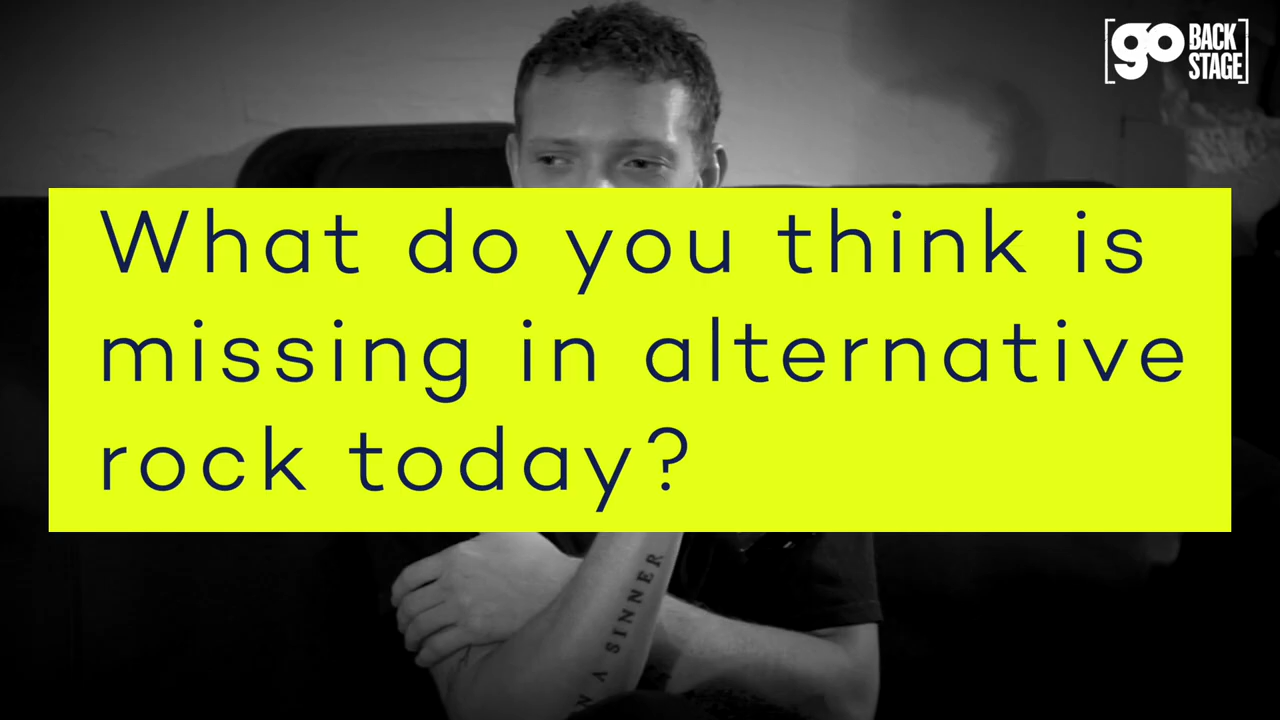 go BACK
STAGE
What do you think is
missing in alternative
rock today?
N A SINNER